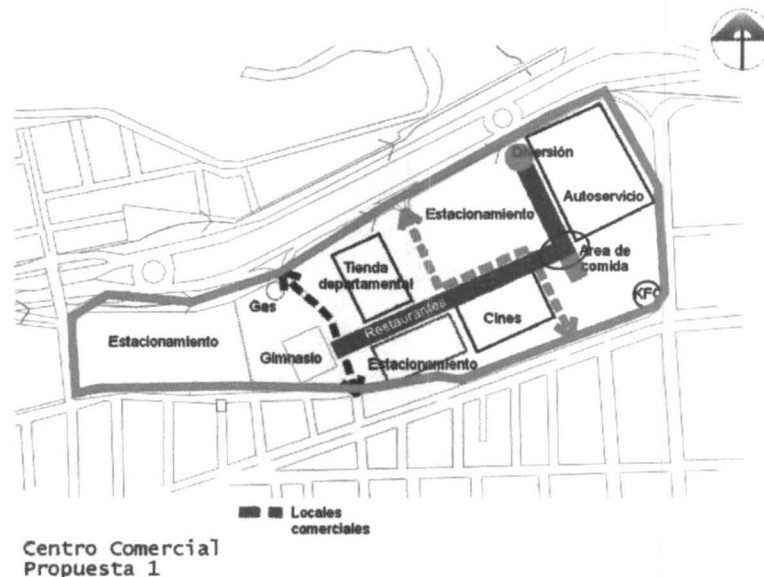 Diversión
Autoservicio
Estacionamiento
Area de
comida
Tienda
departamental
Gas
KFC
Restaurantes
Cines
Estacionamiento
Gimnasio
Estacionamiento
Locales
comerciales
Centro Comercial
Propuesta 1